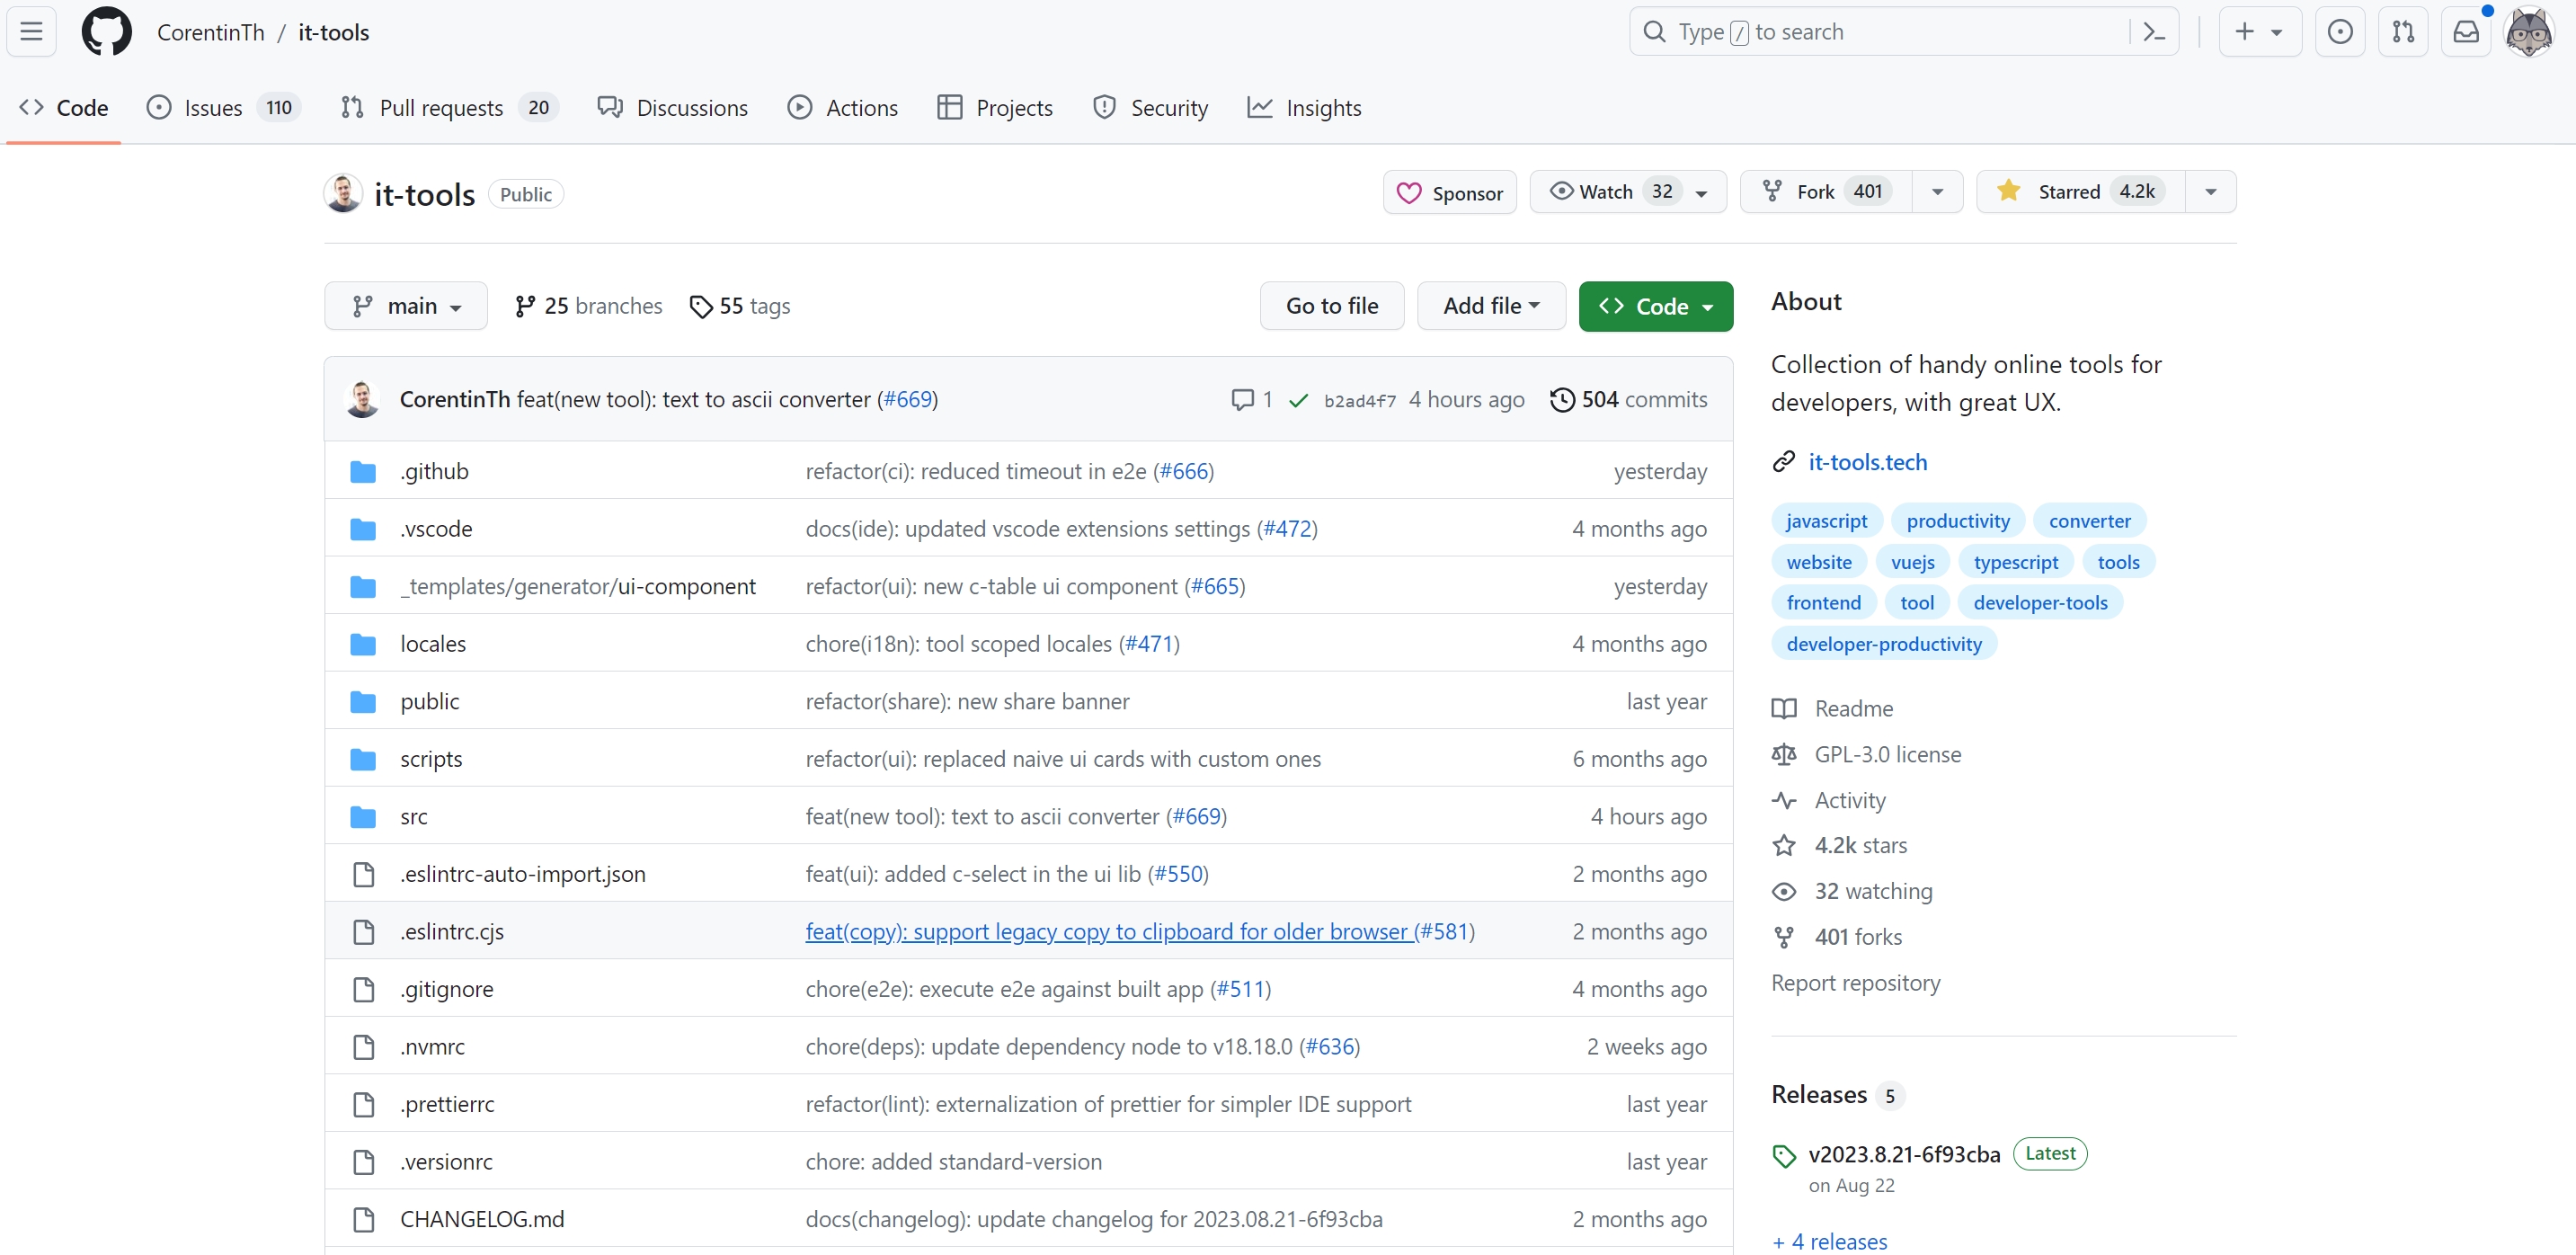 CorentinTh / it-tools
Type / to search
Code
Issues 110
Pull requests 20
Discussions
Actions
Projects
Security
Insights
it-tools Public
Sponsor
Watch 32
Fork 401
Starred 4.2k
main
25 branches
55 tags
Go to file
Add file
Code
CorentinTh feat(new tool): text to ascii converter (#669)
1 b2ad4f7 4 hours ago 504 commits
.github refactor(ci): reduced timeout in e2e (#666) yesterday
.vscode docs(ide): updated vscode extensions settings (#472) 4 months ago
_templates/generator/ui-component refactor(ui): new c-table ui component (#665) yesterday
locales chore(i18n): tool scoped locales (#471) 4 months ago
public refactor(share): new share banner last year
scripts refactor(ui): replaced naive ui cards with custom ones 6 months ago
src feat(new tool): text to ascii converter (#669) 4 hours ago
.eslintrc-auto-import.json feat(ui): added c-select in the ui lib (#550) 2 months ago
.eslintrc.cjs feat(copy): support legacy copy to clipboard for older browser (#581) 2 months ago
.gitignore chore(e2e): execute e2e against built app (#511) 4 months ago
.nvmrc chore(deps): update dependency node to v18.18.0 (#636) 2 weeks ago
.prettierrc refactor(lint): externalization of prettier for simpler IDE support last year
.versionrc chore: added standard-version last year
CHANGELOG.md docs(changelog): update changelog for 2023.08.21-6f93cba 2 months ago
About
Collection of handy online tools for
developers, with great UX.
it-tools.tech
javascript productivity converter
website vuejs typescript tools
frontend tool developer-tools
developer-productivity
Readme
GPL-3.0 license
Activity
4.2k stars
32 watching
401 forks
Report repository
Releases 5
v2023.8.21-6f93cba Latest
on Aug 22
+ 4 releases